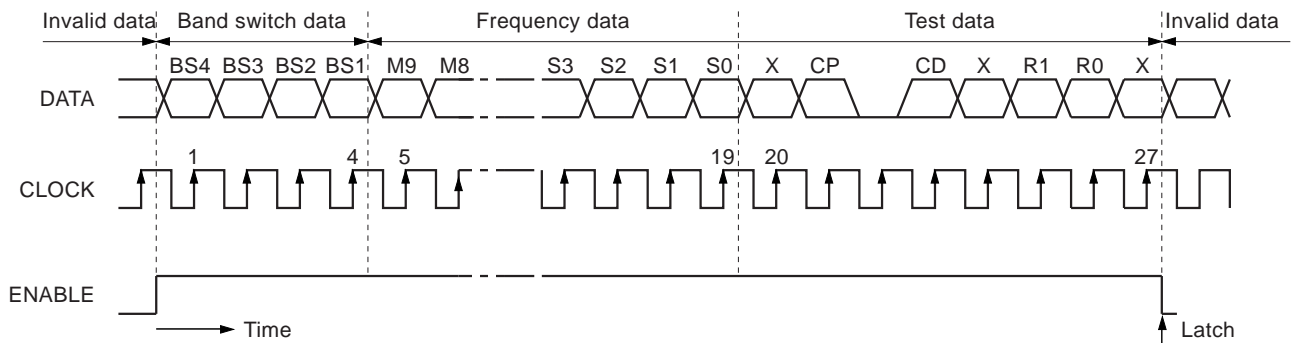 Invalid data Band switch data Frequency data Test data Invalid data
BS4 BS3 BS2 BS1 M9 M8 S3 S2 S1 S0 X CP CD X R1 R0 X
DATA
1 4 5 19 20 27
CLOCK
ENABLE
Time Latch